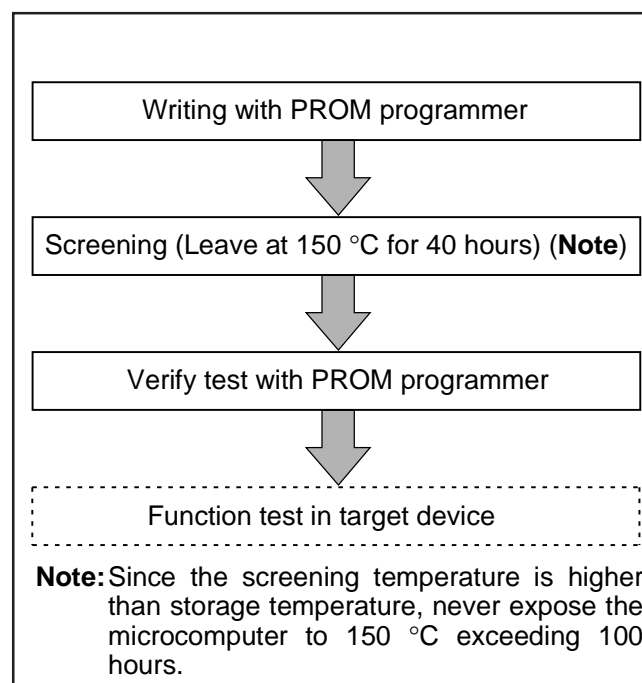 Writing with PROM programmer
Screening (Leave at 150 °C for 40 hours) (Note)
Verify test with PROM programmer
Function test in target device
Note: Since the screening temperature is higher
than storage temperature, never expose the
microcomputer to 150 °C exceeding 100
hours.